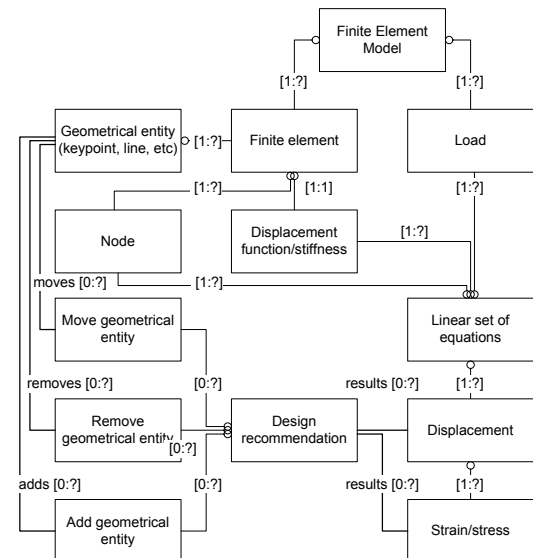 Finite Element
Model
[1:?]
[1:?]
Geometrical entity
(keypoint, line, etc)
[1:?]
Finite element
Load
[1:?]
[1:1]
[1:?]
Node
Displacement
function/stiffness
[1:?]
moves [0:?]
[1:?]
Move geometrical
entity
Linear set of
equations
removes [0:?]
[0:?]
results [0:?]
[1:?]
Remove
geometrical entity
[0:?]
Design
recommendation
Displacement
adds [0:?]
[0:?]
results [0:?]
[1:?]
Add geometrical
entity
Strain/stress